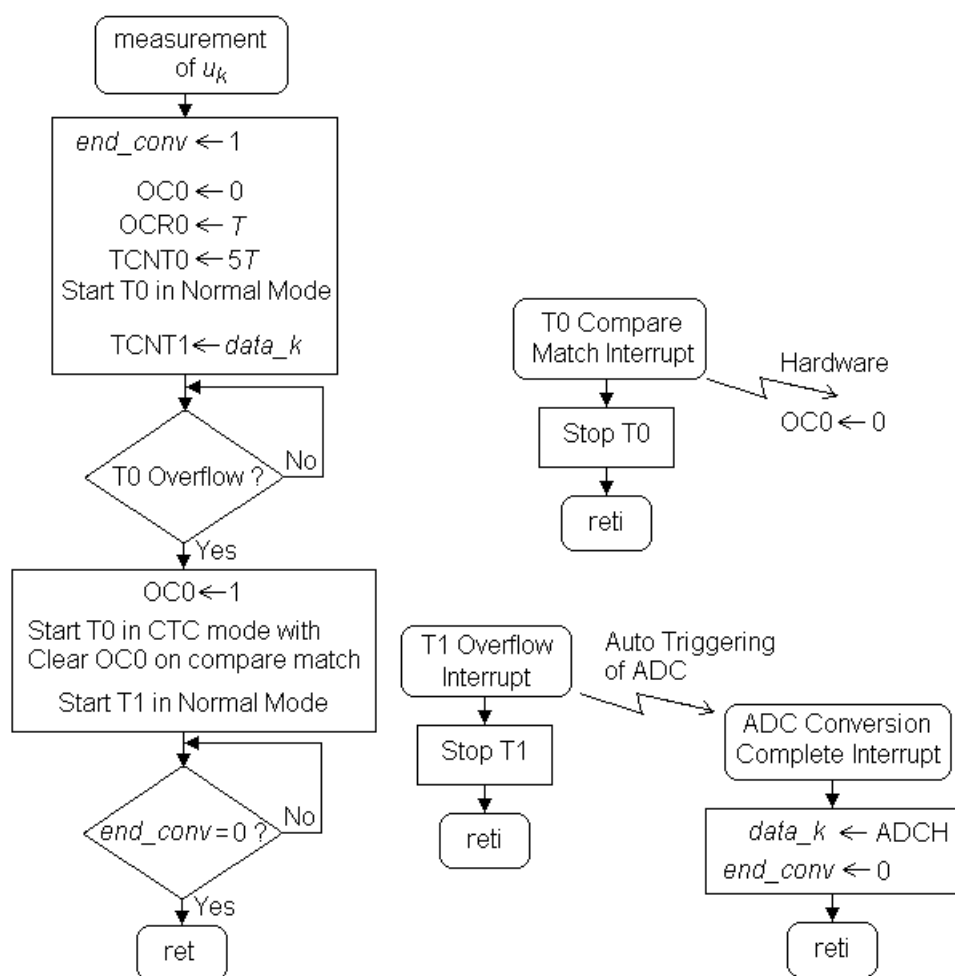 measurement
of u_k
end_conv ← 1
OC0 ← 0
OCR0 ← T
TCNT0 ← 5T
Start T0 in Normal Mode
TCNT1 ← data_k
T0 Overflow ?
No
Yes
OC0 ← 1
Start T0 in CTC mode with
Clear OC0 on compare match
Start T1 in Normal Mode
end_conv = 0 ?
No
Yes
ret
T0 Compare
Match Interrupt
Hardware
OC0 ← 0
Stop T0
reti
T1 Overflow
Interrupt
Auto Triggering
of ADC
Stop T1
reti
ADC Conversion
Complete Interrupt
data_k ← ADCH
end_conv ← 0
reti